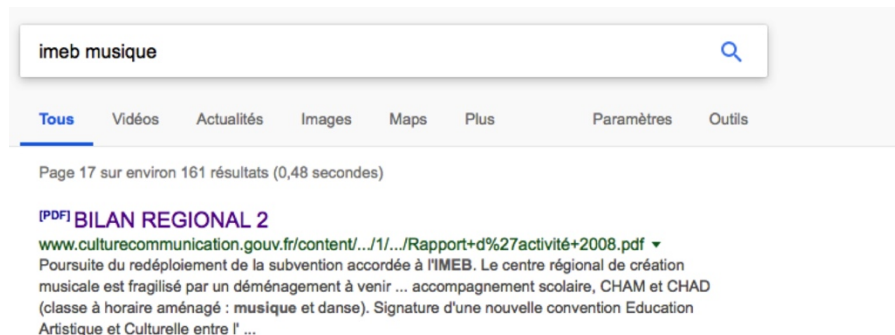 imeb musique
Tous Vidéos Actualités Images Maps Plus Paramètres Outils
Page 17 sur environ 161 résultats (0,48 secondes)
[PDF] BILAN REGIONAL 2
www.culturecommunication.gouv.fr/content/.../1/.../Rapport+d%27activité+2008.pdf
Poursuite du redéploiement de la subvention accordée à l'IMEB. Le centre régional de création
musicale est fragilisé par un déménagement à venir ... accompagnement scolaire, CHAM et CHAD
(classe à horaire aménagé : musique et danse). Signature d'une nouvelle convention Education
Artistique et Culturelle entre l' ...